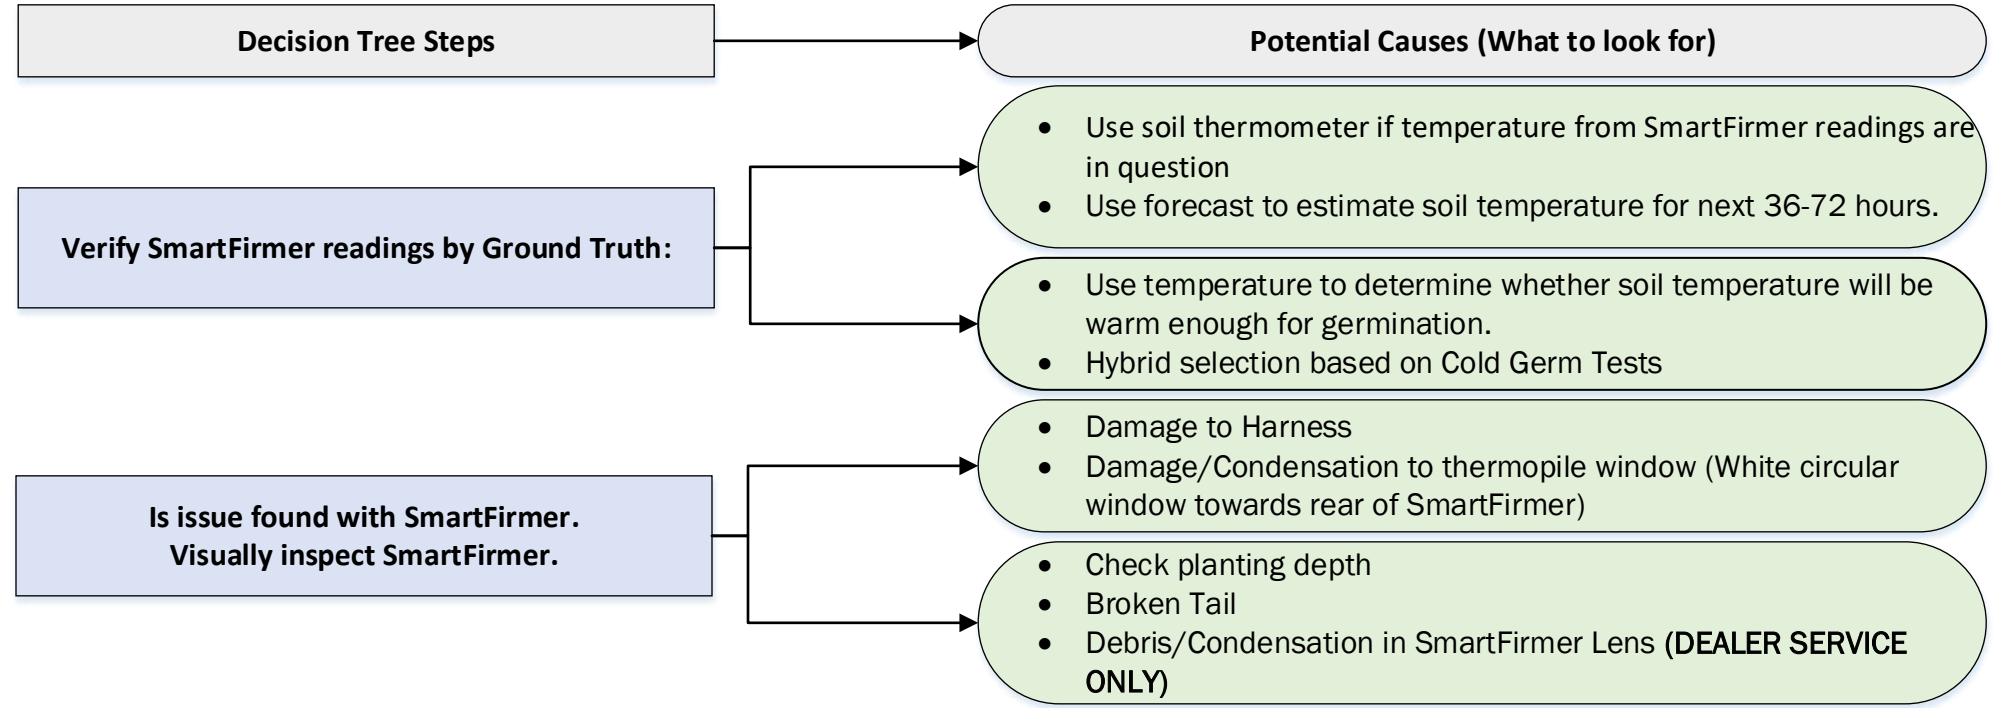 Decision Tree Steps
Potential Causes (What to look for)
Verify SmartFirmer readings by Ground Truth:
• Use soil thermometer if temperature from SmartFirmer readings are
in question
• Use forecast to estimate soil temperature for next 36-72 hours.
• Use temperature to determine whether soil temperature will be
warm enough for germination.
• Hybrid selection based on Cold Germ Tests
Is issue found with SmartFirmer.
Visually inspect SmartFirmer.
• Damage to Harness
• Damage/Condensation to thermopile window (White circular
window towards rear of SmartFirmer)
• Check planting depth
• Broken Tail
• Debris/Condensation in SmartFirmer Lens (DEALER SERVICE
ONLY)